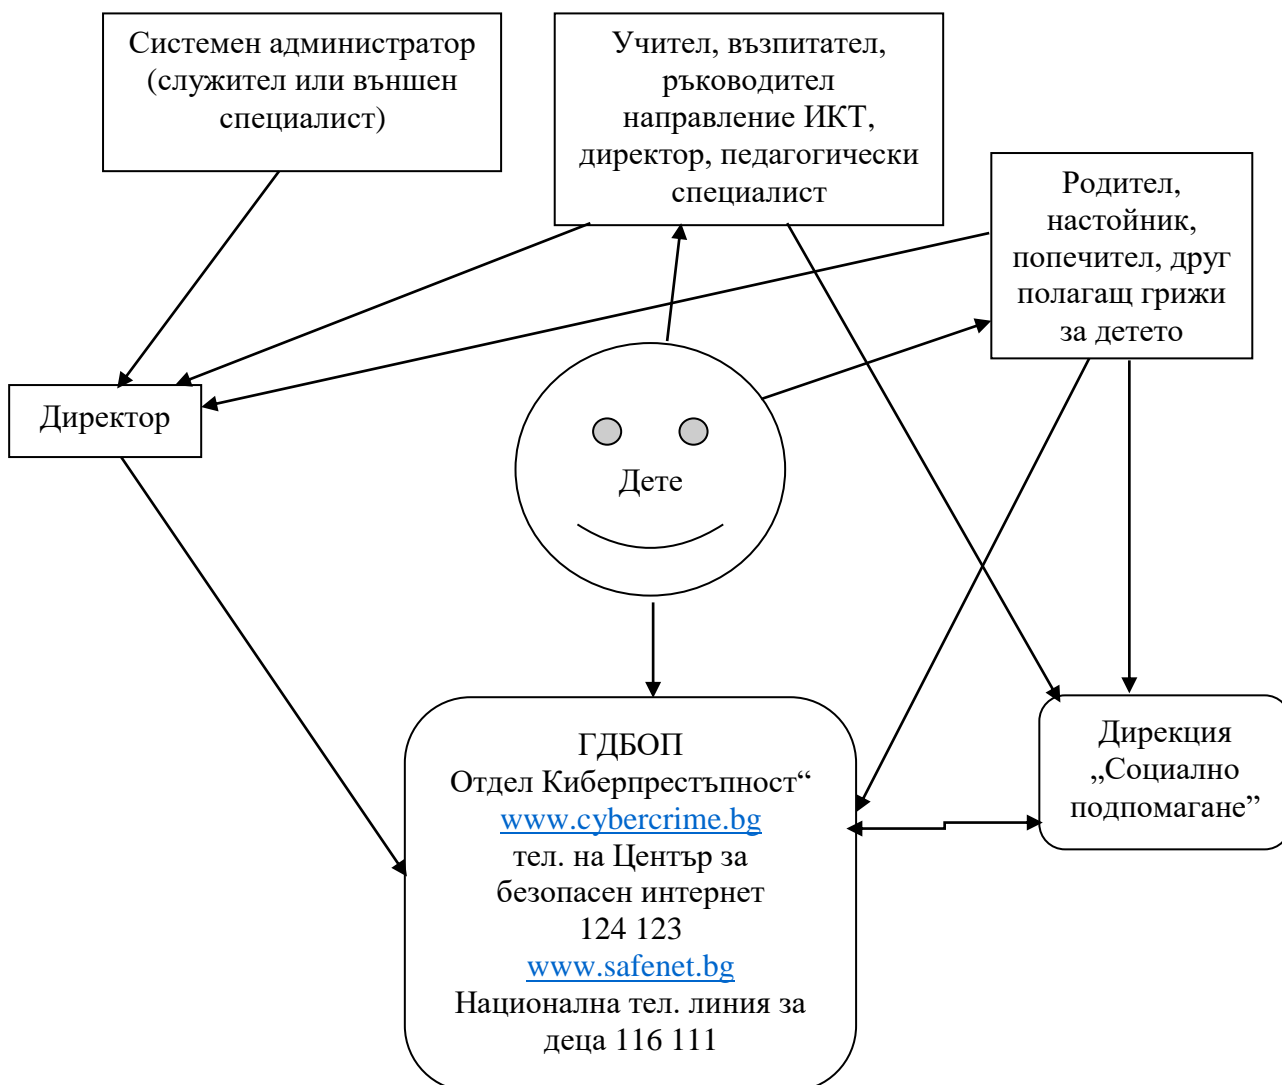 Системен администратор
(служител или външен
специалист)
Учител, възпитател,
ръководител
направление ИКТ,
директор, педагогически
специалист
Родител,
настойник,
попечител, друг
полагащ грижи
за детето
Директор
Дете
ГДБОП
Отдел Киберпрестъпност“
www.cybercrime.bg
тел. на Център за
безопасен интернет
124 123
www.safenet.bg
Национална тел. линия за
деца 116 111
Дирекция
„Социално
подпомагане”